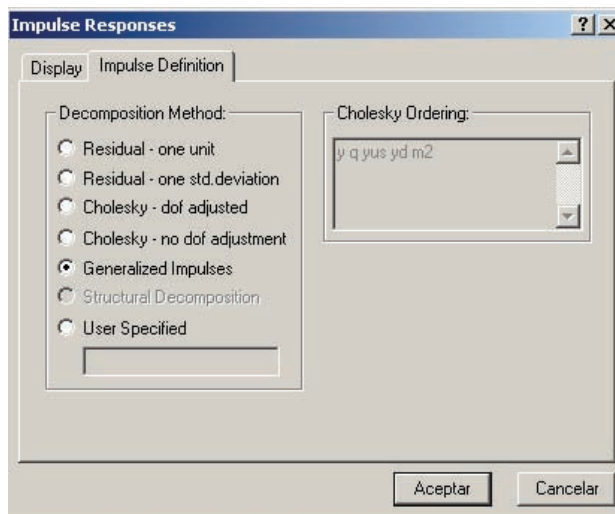 Impulse Responses
Display
Impulse Definition
Decomposition Method:
Residual - one unit
Residual - one std.deviation
Cholesky - dof adjusted
Cholesky - no dof adjustment
Generalized Impulses
Structural Decomposition
User Specified
Cholesky Ordering:
y q yus yd m2
Aceptar
Cancelar